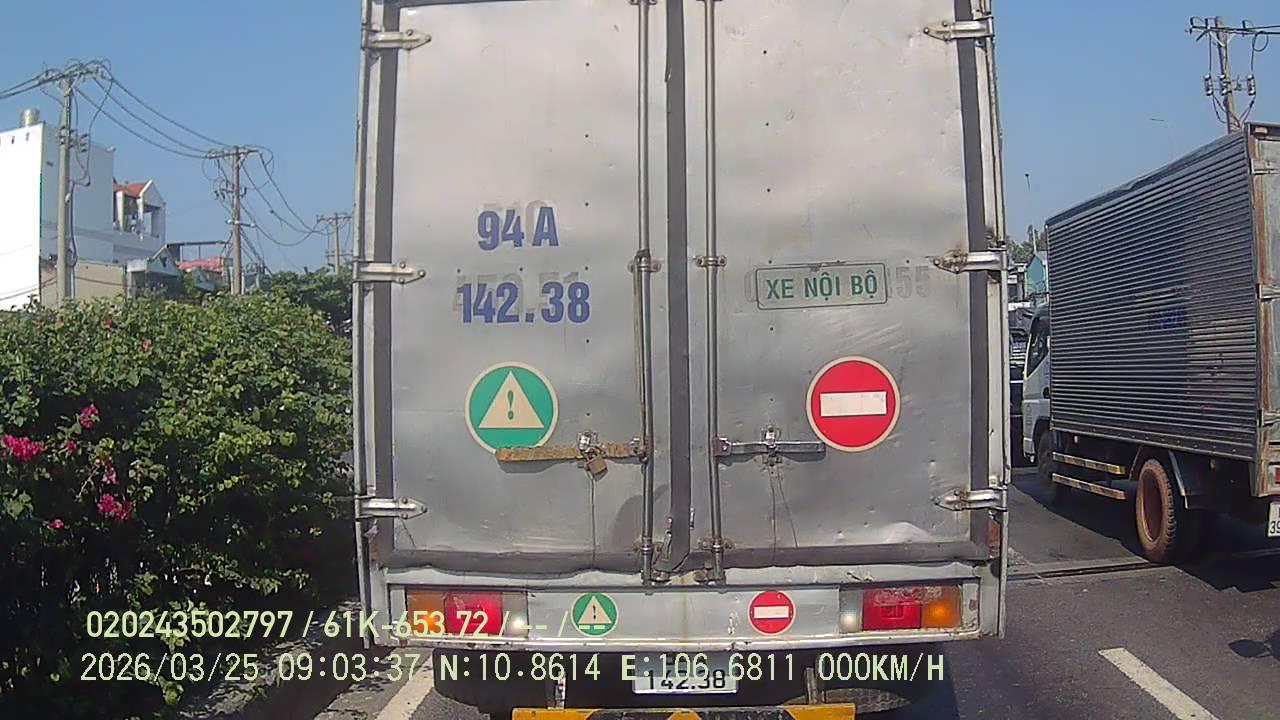 94 A
142.38
XE NỘI BỘ
020243502797 / 61K-653.72 / -- / --
2026/03/25 09:03:37 N:10.8614 E:106.6811 000KM/H
142.38